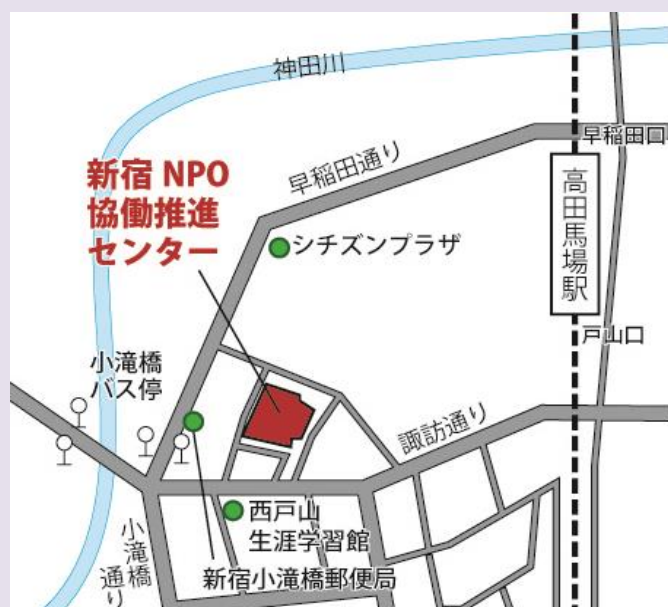 神田川
早稲田口
早稲田通り
新宿 NPO
協働推進
センター
高田馬場駅
シチズンプラザ
戸山口
小滝橋
バス停
諏訪通り
西戸山
生涯学習館
小滝橋
通り
新宿小滝橋郵便局